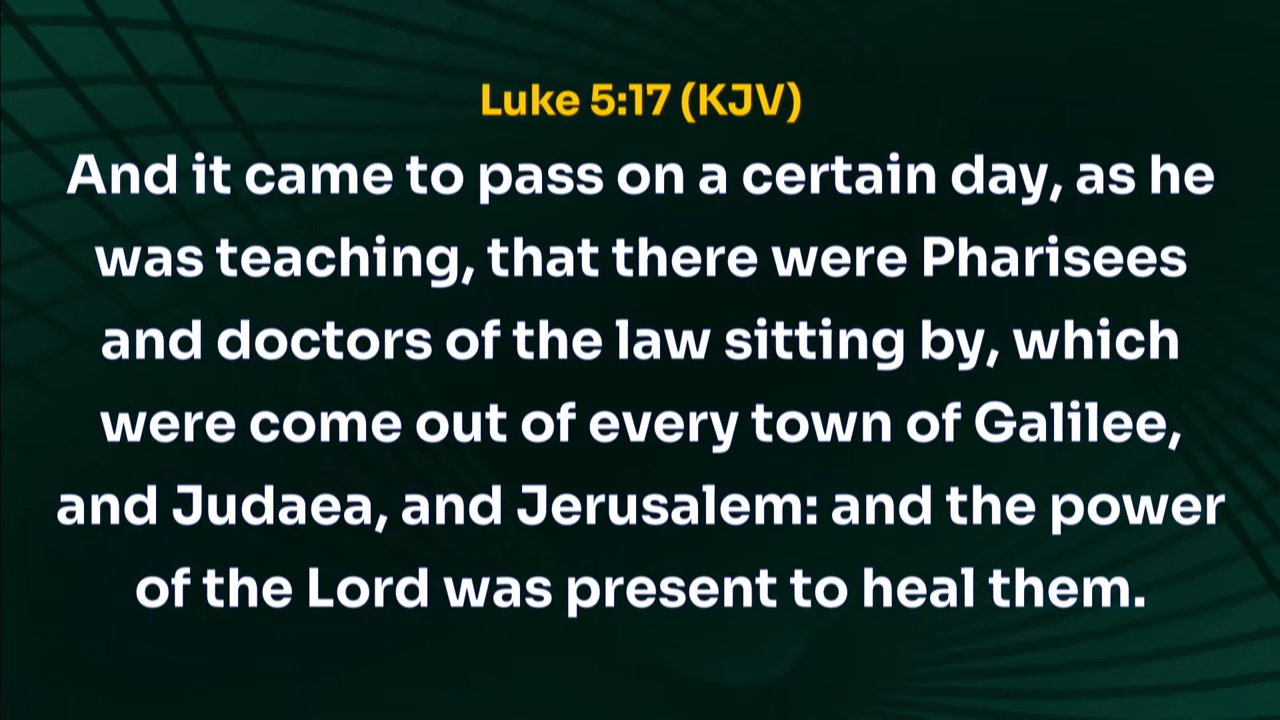 Luke 5:17 (KJV)
And it came to pass on a certain day, as he
was teaching, that there were Pharisees
and doctors of the law sitting by, which
were come out of every town of Galilee,
and Judaea, and Jerusalem: and the power
of the Lord was present to heal them.